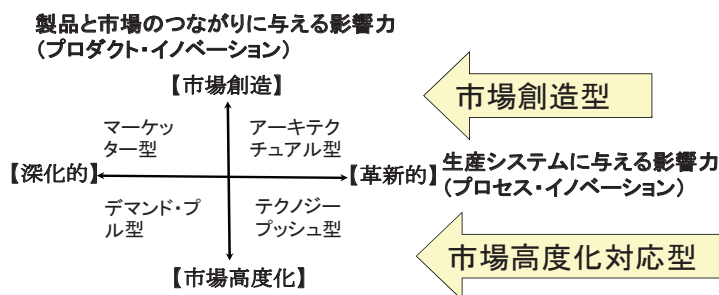 製品と市場のつながりに与える影響力
(プロダクト・イノベーション)
【市場創造】
市場創造型
マーケッ
ター型
アーキテク
チュアル型
【深化的】
【革新的】
生産システムに与える影響力
(プロセス・イノベーション)
デマンド・プ
ル型
テクノジー
プッシュ型
市場高度化対応型
【市場高度化】